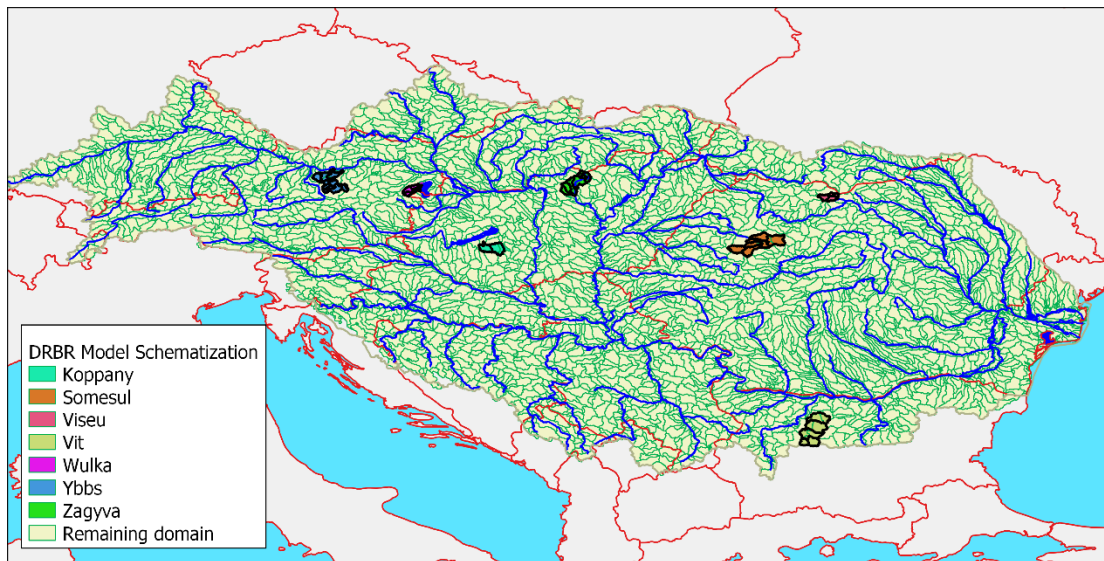 DRBR Model Schematization
Koppany
Somesul
Viseu
Vit
Wulka
Ybbs
Zagyva
Remaining domain